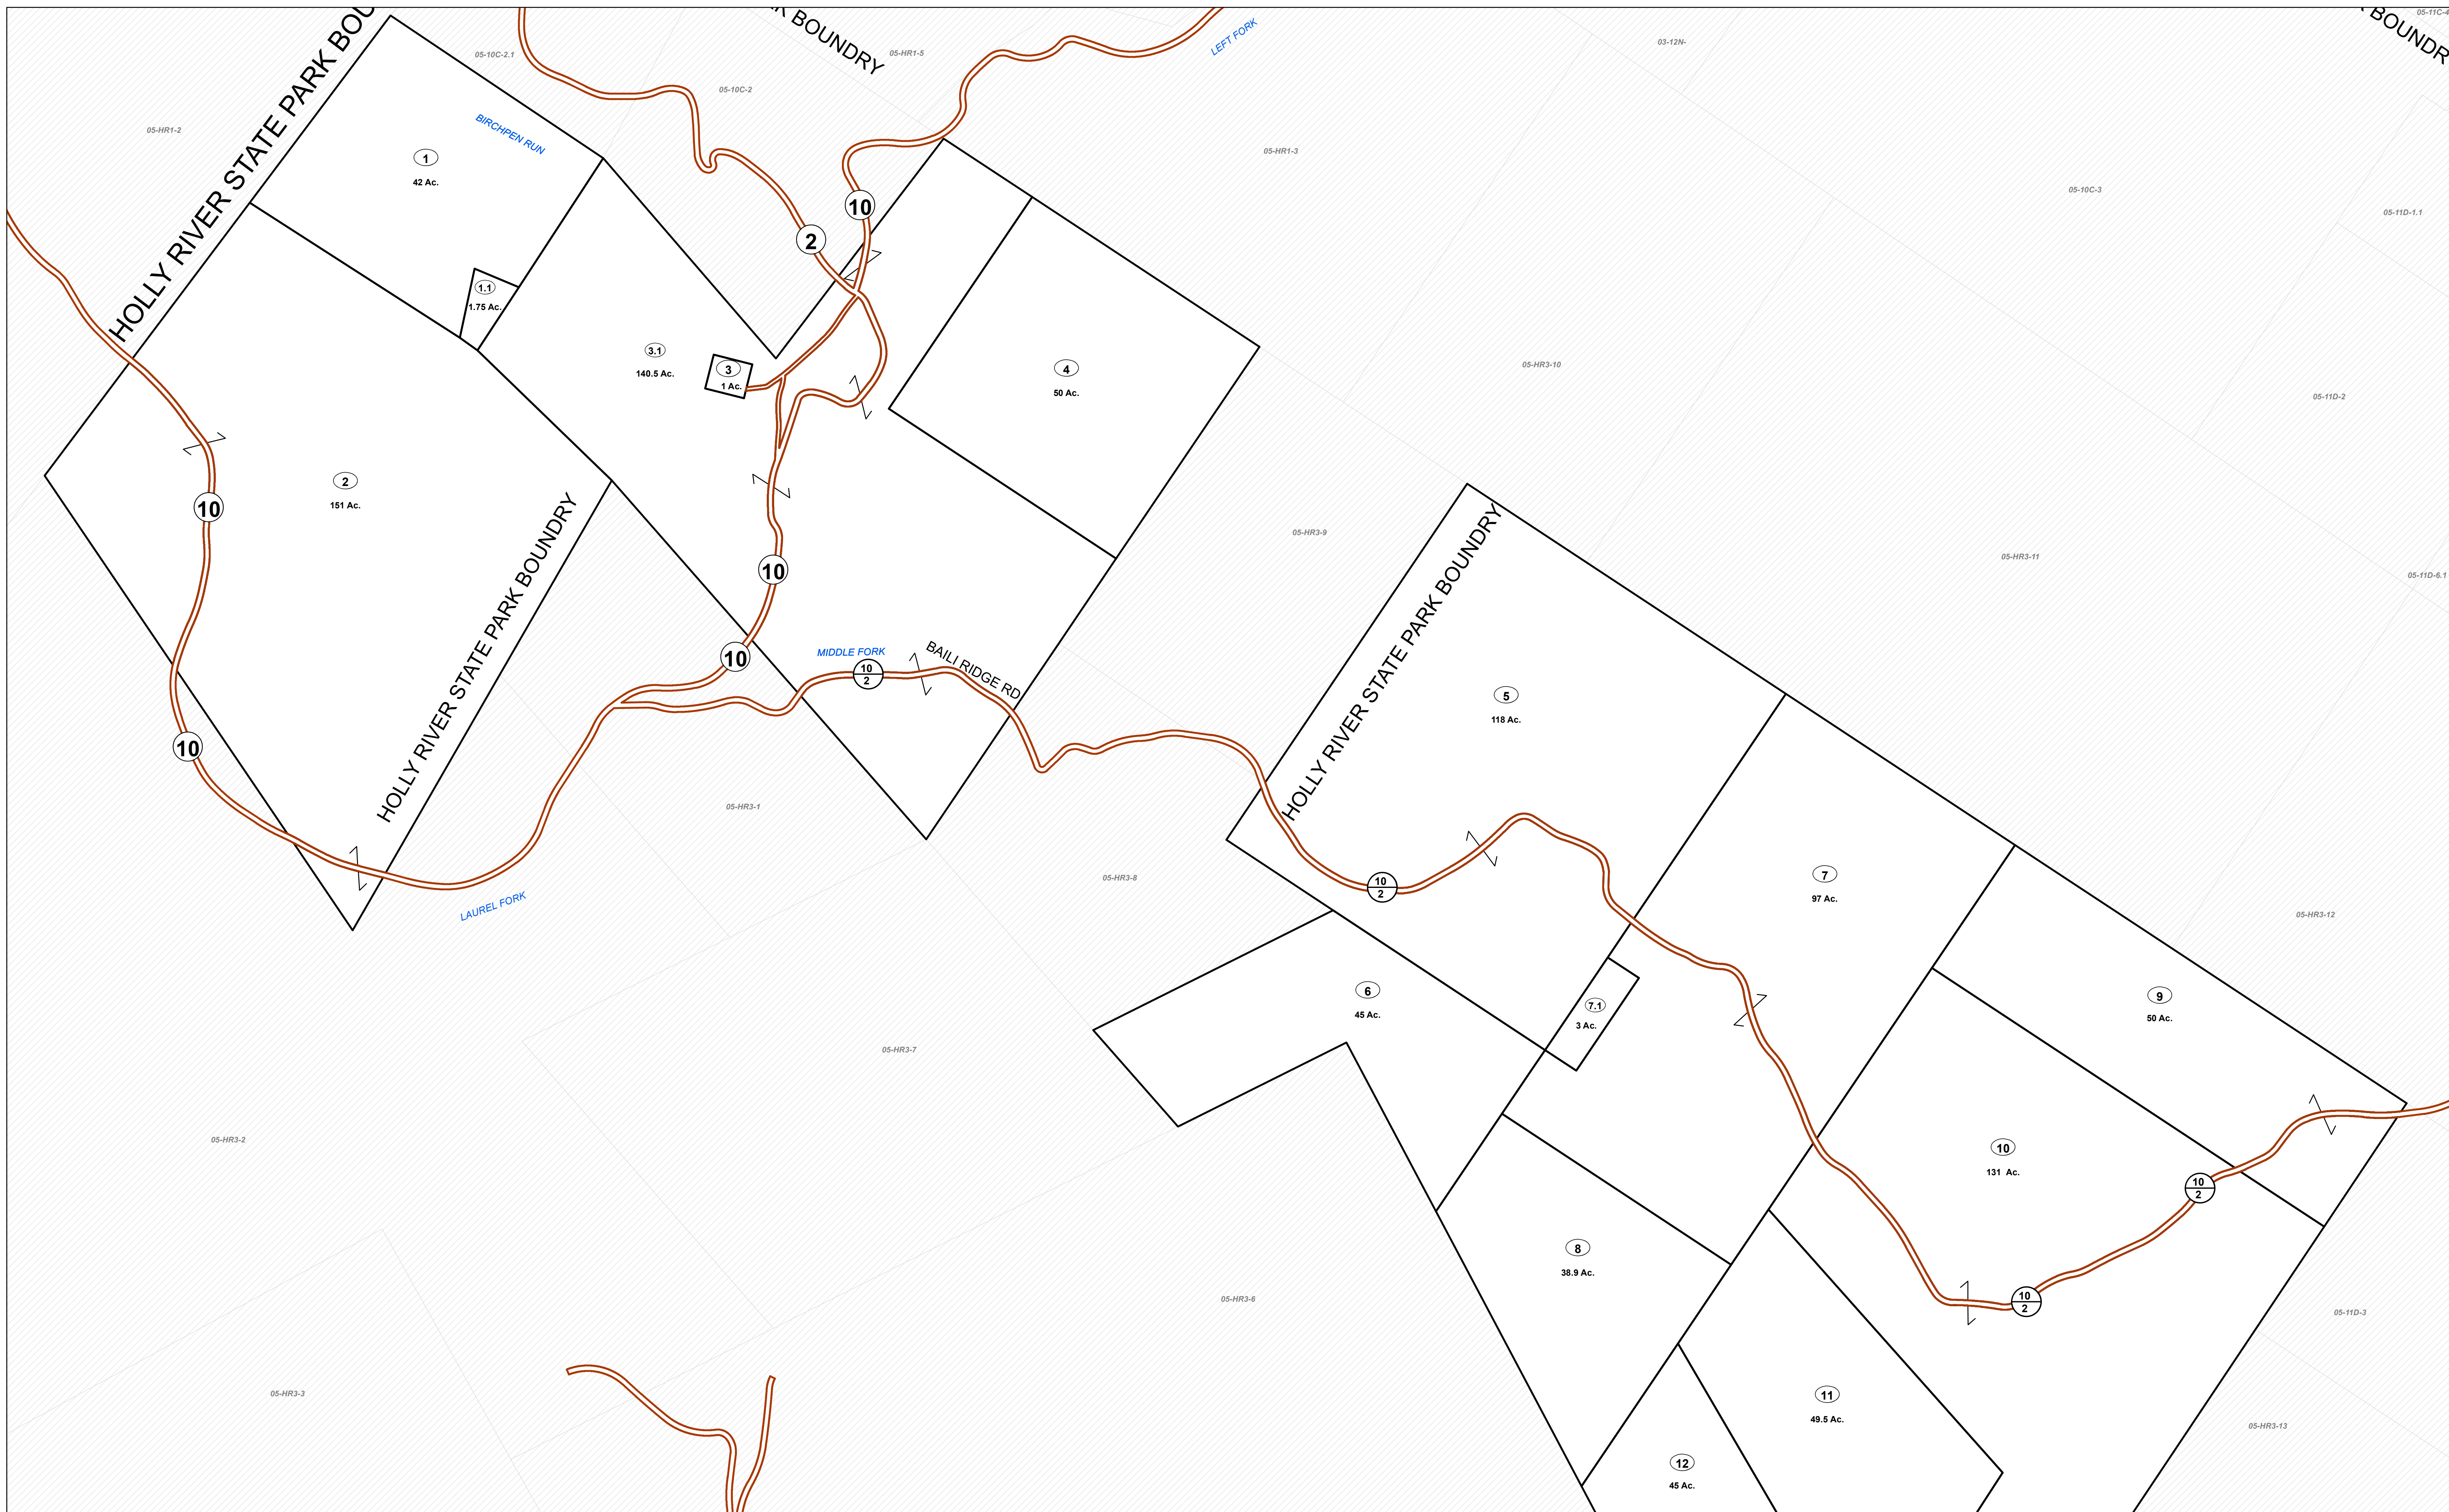 HOLLY RIVER STATE PARK BOU
05-10C-2.1
05-HR1-5
BOUNDRY
LEFT FORK
03-12N-
05-11C-4
BOUNDR
05-10C-2
05-HR1-2
BIRCHPEN RUN
1
42 Ac.
05-HR1-3
05-10C-3
05-11D-1.1
10
2
1.1
1.75 Ac.
3.1
140.5 Ac.
3
1 Ac.
4
50 Ac.
05-HR3-10
05-11D-2
2
151 Ac.
10
HOLLY RIVER STATE PARK BOUNDRY
05-HR3-9
HOLLY RIVER STATE PARK BOUNDRY
05-HR3-11
05-11D-6.1
10
10
MIDDLE FORK
10
2
BAILI RIDGE RD
5
118 Ac.
10
05-HR3-1
05-HR3-8
10
2
7
97 Ac.
LAUREL FORK
05-HR3-12
6
45 Ac.
7.1
3 Ac.
9
50 Ac.
05-HR3-7
05-HR3-2
10
131 Ac.
10
2
8
38.9 Ac.
05-HR3-6
10
2
05-11D-3
05-HR3-3
11
49.5 Ac.
05-HR3-13
12
45 Ac.